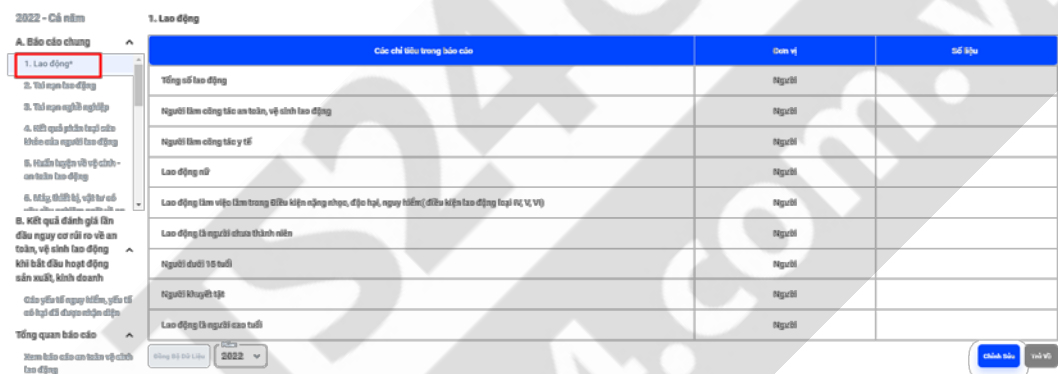 2022 - Cả năm
1. Lao động
A. Báo cáo chung
1. Lao động*
2. Tai nạn lao động
3. Tai nạn nghề nghiệp
4. Kết quả phân loại sức
khỏe của người lao động
5. Huấn luyện về vệ sinh -
an toàn lao động
6. Máy, thiết bị, vật tư có
B. Kết quả đánh giá lần
đầu nguy cơ rủi ro về an
toàn, vệ sinh lao động
khi bắt đầu hoạt động
sản xuất, kinh doanh
Các yếu tố nguy hiểm, yếu tố
có hại đã được nhận diện
Tổng quan báo cáo
Xem báo cáo an toàn vệ sinh
lao động
Các chỉ tiêu trong báo cáo Đơn vị Số liệu
Tổng số lao động Người
Người làm công tác an toàn, vệ sinh lao động Người
Người làm công tác y tế Người
Lao động nữ Người
Lao động làm việc làm trong Điều kiện nặng nhọc, độc hại, nguy hiểm( điều kiện lao động loại IV, V, VI) Người
Lao động là người chưa thành niên Người
Người dưới 15 tuổi Người
Người khuyết tật Người
Lao động là người cao tuổi Người
Đồng Bộ Dữ Liệu 2022 Chỉnh Sửa Trở Về